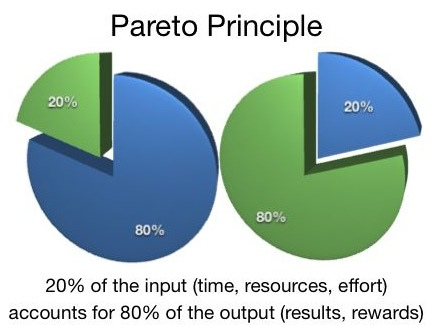 Pareto Principle
20%
80%
20%
80%
20% of the input (time, resources, effort)
accounts for 80% of the output (results, rewards)